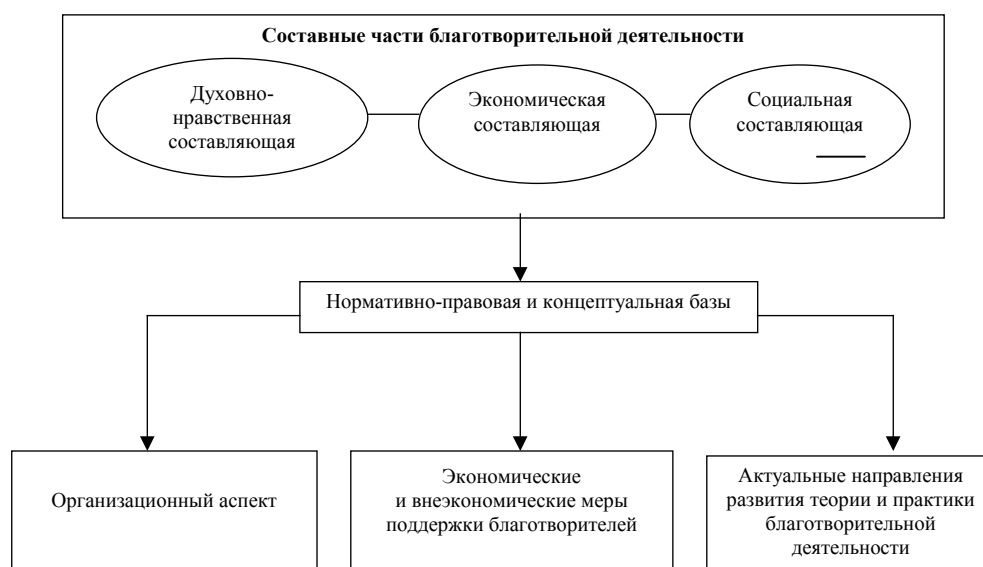 Составные части благотворительной деятельности
Духовно-
нравственная
составляющая
Экономическая
составляющая
Социальная
составляющая
Нормативно-правовая и концептуальная базы
Организационный аспект
Экономические
и внеэкономические меры
поддержки благотворителей
Актуальные направления
развития теории и практики
благотворительной
деятельности